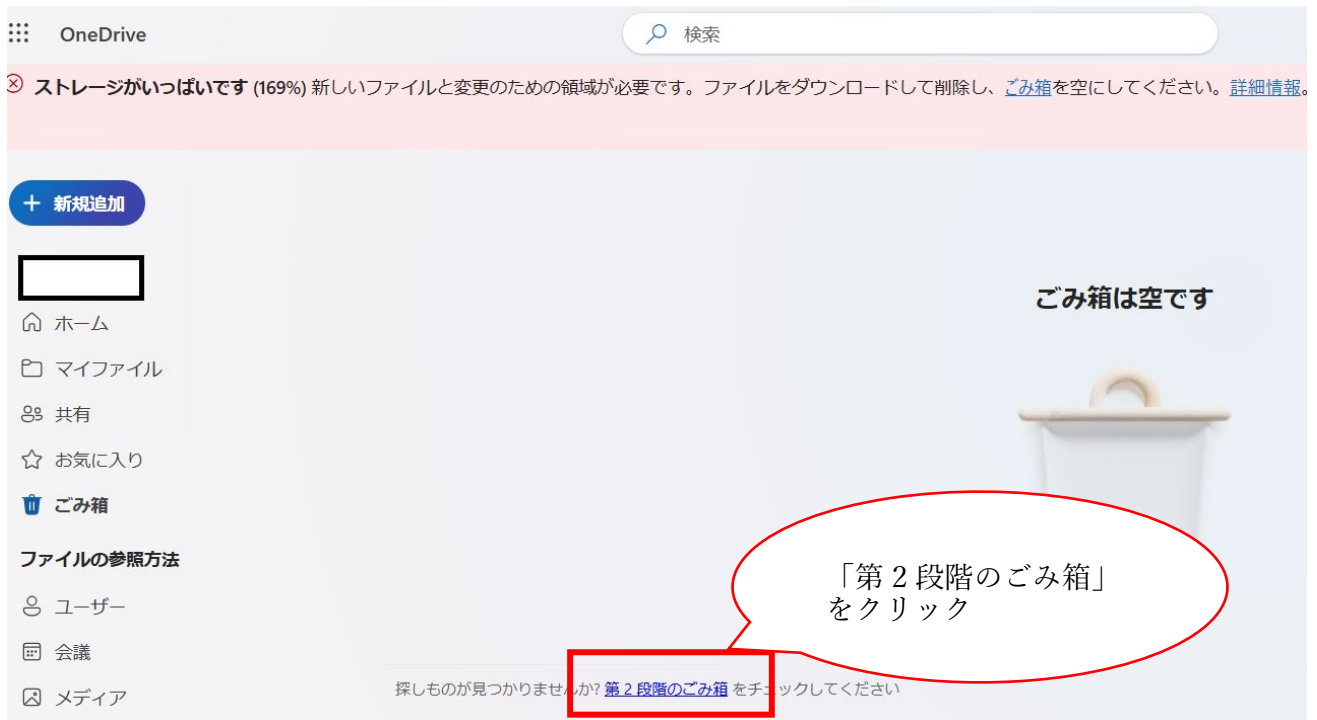 OneDrive
検索
ストレージがいっぱいです (169%) 新しいファイルと変更のための領域が必要です。ファイルをダウンロードして削除し、ごみ箱を空にしてください。詳細情報。
+ 新規追加
ホーム
マイファイル
共有
お気に入り
ごみ箱
ファイルの参照方法
ユーザー
会議
メディア
ごみ箱は空です
「第２段階のごみ箱」
をクリック
探しものが見つかりませんか? 第 2 段階のごみ箱 をチェックしてください